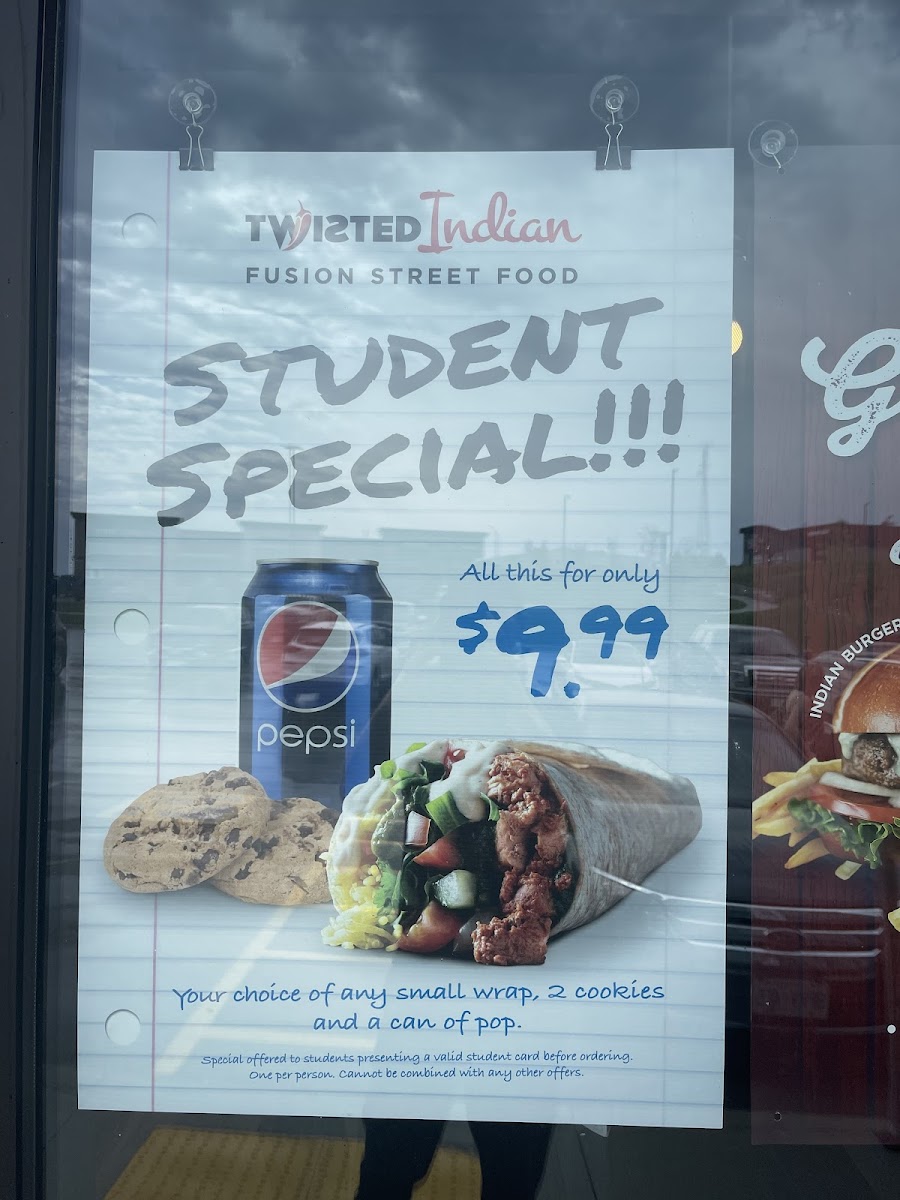 TWISTED Indian
FUSION STREET FOOD
STUDENT
SPECIAL!!!
All this for only
$9.99
pepsi
Your choice of any small wrap, 2 cookies
and a can of pop.
Special offered to students presenting a valid student card before ordering.
One per person. Cannot be combined with any other offers.
G
INDIAN BURGER